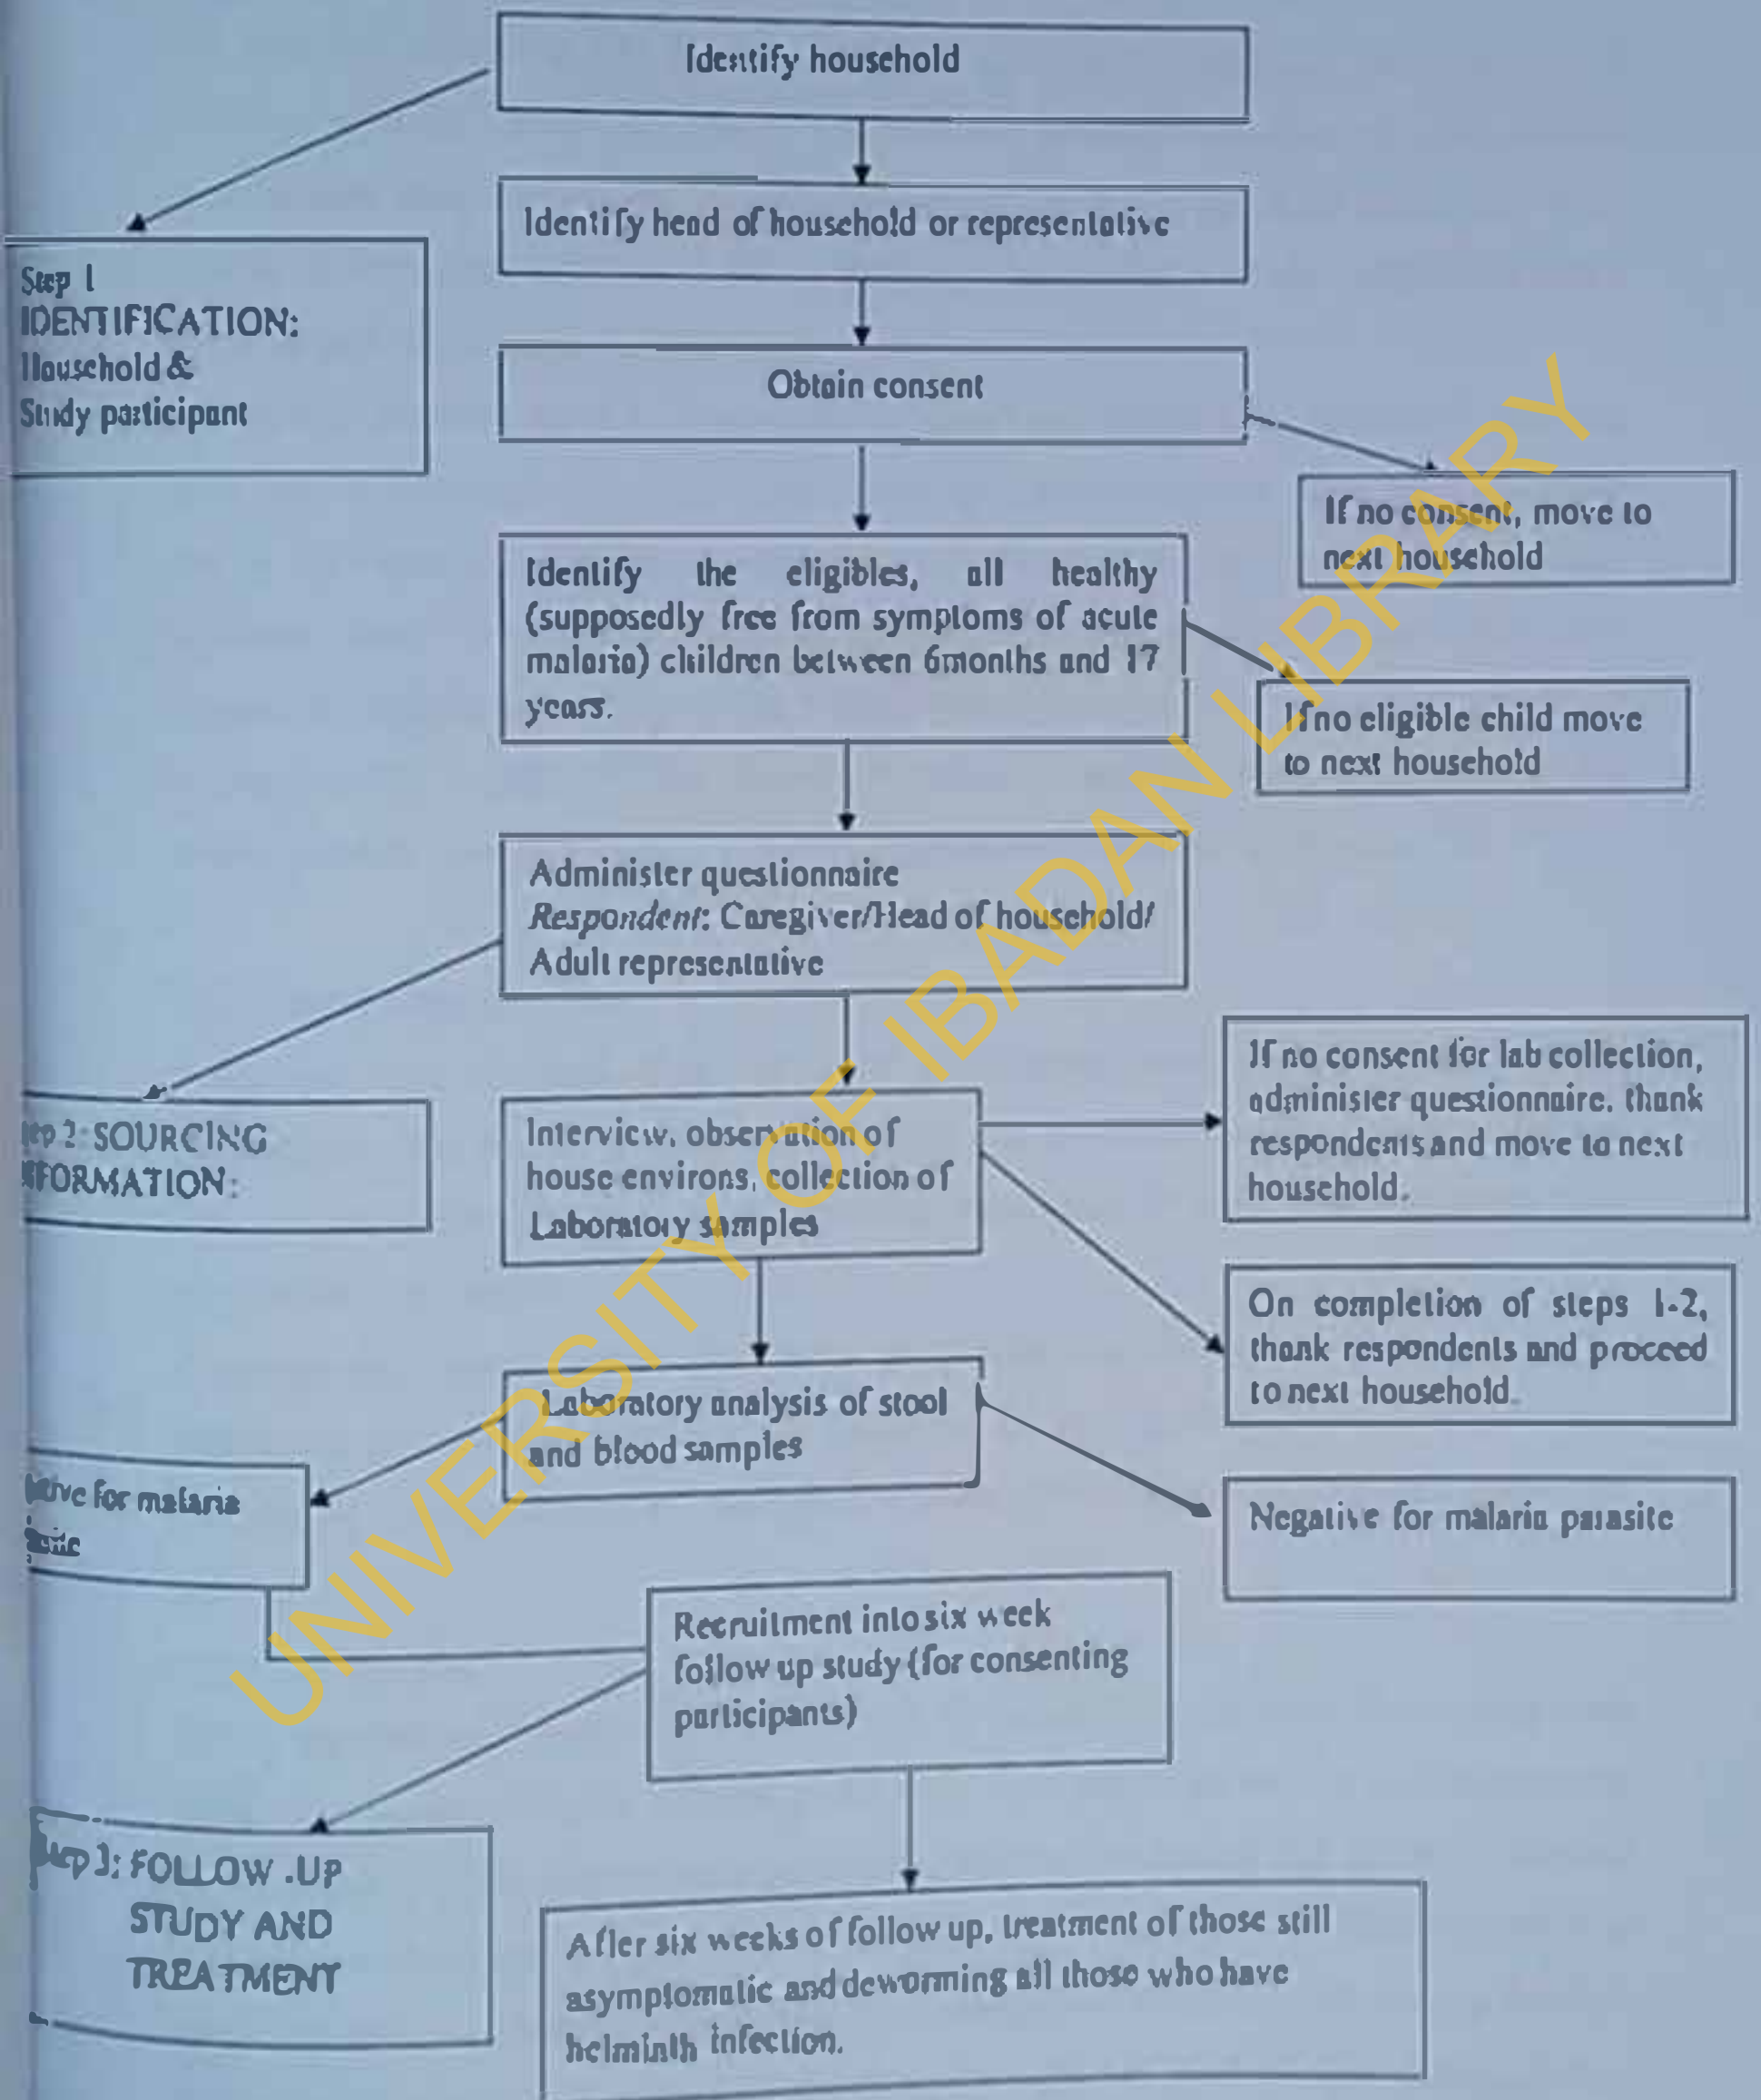 Identify household
Identify head of household or representative
Step 1
IDENTIFICATION:
Household &
Study participant
Obtain consent
If no consent, move to
next household
Identify the eligibles, all healthy
(supposedly free from symptoms of acute
malaria) children between 6months and 17
years.
If no eligible child move
to next household
Administer questionnaire
Respondent: Caregiver/Head of household/
Adult representative
2: SOURCING
FORMATION:
Interview, observation of
house environs, collection of
Laboratory samples
If no consent for lab collection,
administer questionnaire, thank
respondents and move to next
household.
On completion of steps 1-2,
thank respondents and proceed
to next household.
Laboratory analysis of stool
and blood samples
for malaria
Negative for malaria parasite
Recruitment into six week
follow up study (for consenting
participants)
3: FOLLOW -UP
STUDY AND
TREATMENT
After six weeks of follow up, treatment of those still
asymptomatic and deworming all those who have
helminth infection.
UNIVERSITY OF IBADAN LIBRARY